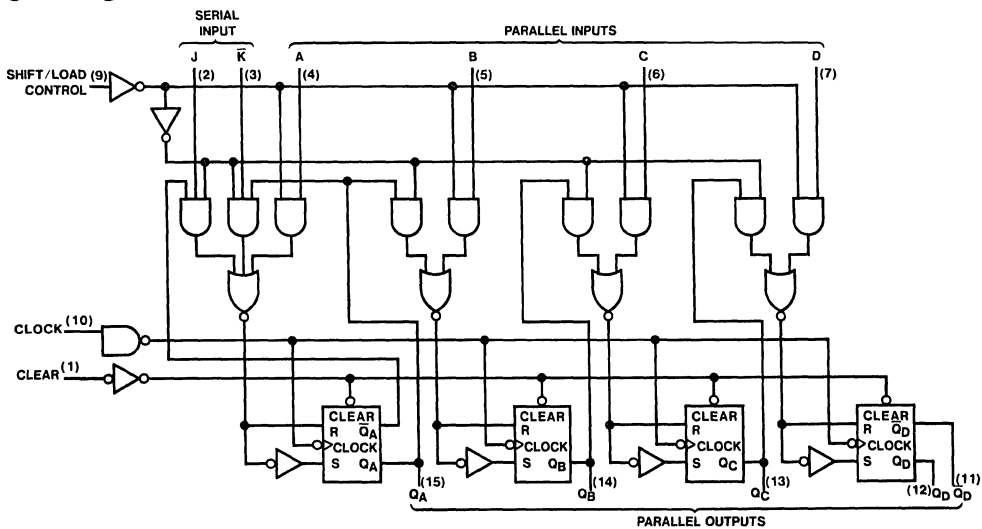 SERIAL
INPUT
PARALLEL INPUTS
J K̅ A B C D
SHIFT/LOAD (9) (2) (3) (4) (5) (6) (7)
CONTROL
CLOCK (10)
CLEAR (1)
CLEAR CLEAR CLEAR CLEAR
R Q̅A R R R Q̅D
CLOCK CLOCK CLOCK CLOCK
S QA S QB S QC S QD
(15) (14) (13) (12) (11)
QA QB QC QD Q̅D
PARALLEL OUTPUTS